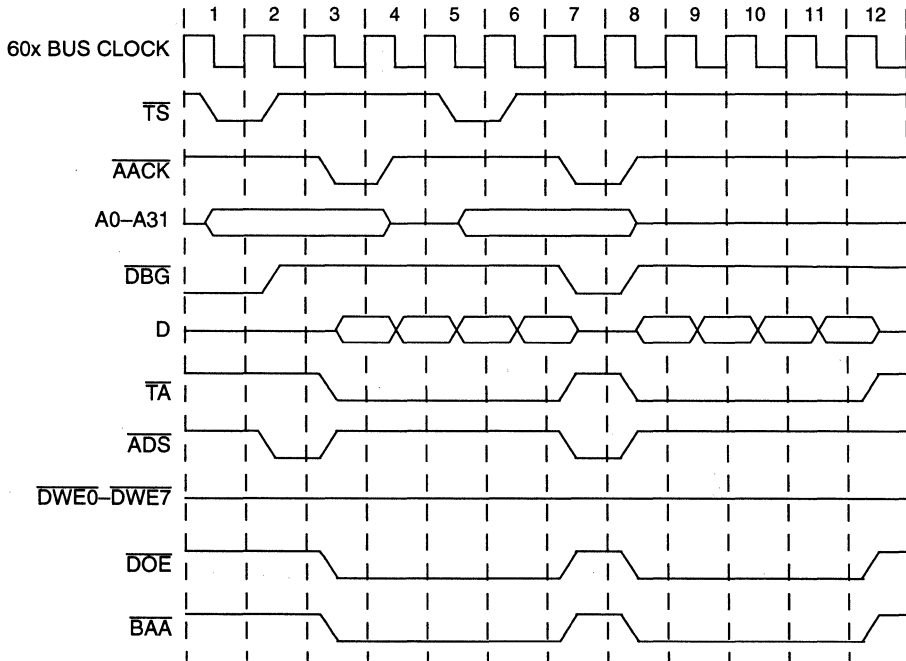 1 2 3 4 5 6 7 8 9 10 11 12
60x BUS CLOCK
TS
AACK
A0–A31
DBG
D
TA
ADS
DWE0–DWE7
DOE
BAA